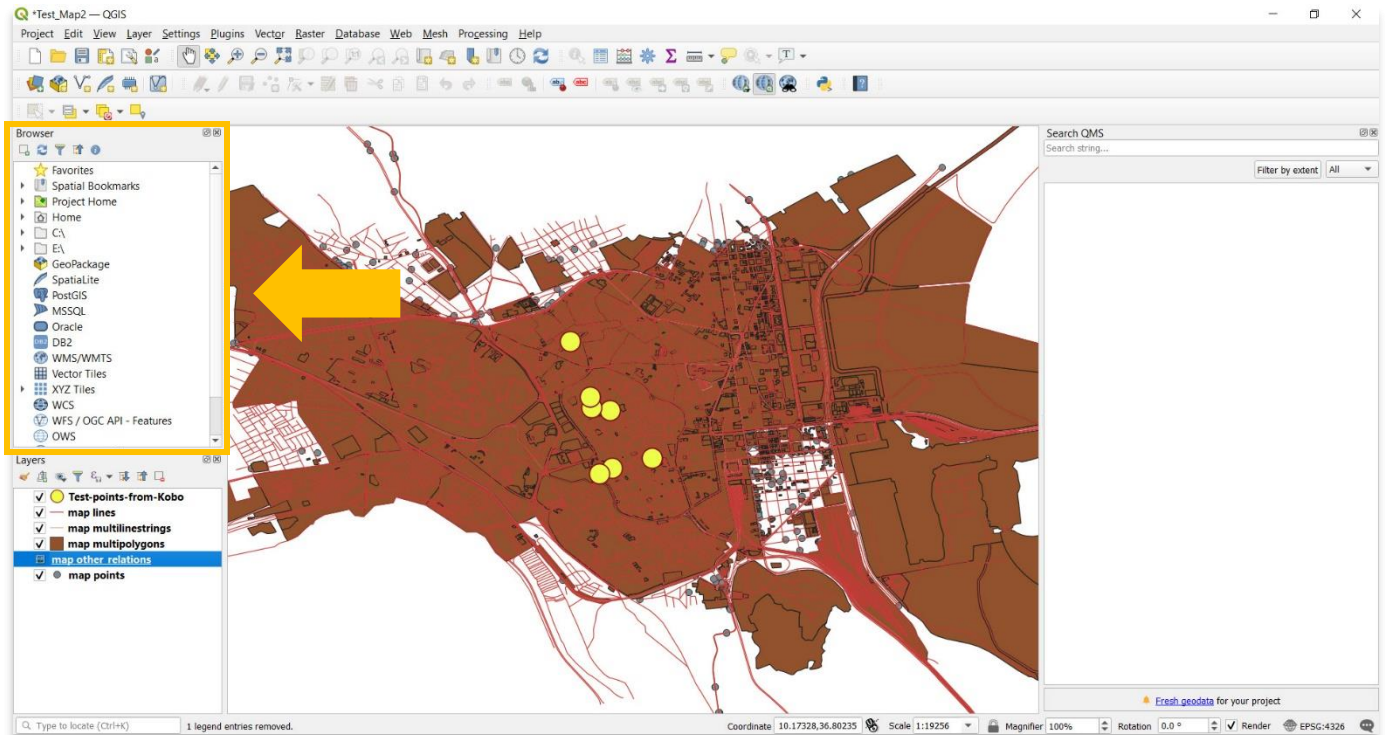 *Test_Map2 — QGIS
Project Edit View Layer Settings Plugins Vector Raster Database Web Mesh Processing Help
Browser
Favorites
Spatial Bookmarks
Project Home
Home
C:\
E:\
GeoPackage
SpatiaLite
PostGIS
MSSQL
Oracle
DB2
WMS/WMTS
Vector Tiles
XYZ Tiles
WCS
WFS / OGC API - Features
OWS
Layers
Test-points-from-Kobo
map lines
map multilinestrings
map multipolygons
map other relations
map points
Search QMS
Search string...
Filter by extent All
Fresh geodata for your project
Type to locate (Ctrl+K) 1 legend entries removed. Coordinate 10.17328,36.80235 Scale 1:19256 Magnifier 100% Rotation 0.0 ° Render EPSG:4326